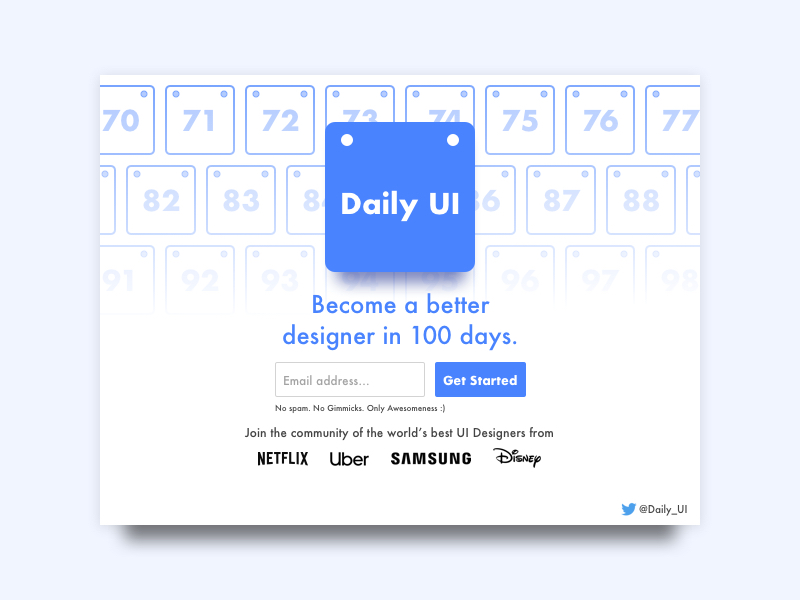 70 71 72 73 74 75 76 77
82 83 86 87 88
91 92 93 94 95 96 97 98
Daily UI
Become a better
designer in 100 days.
Email address...
Get Started
No spam. No Gimmicks. Only Awesomeness :)
Join the community of the world's best UI Designers from
NETFLIX Uber SAMSUNG Disney
@Daily_UI